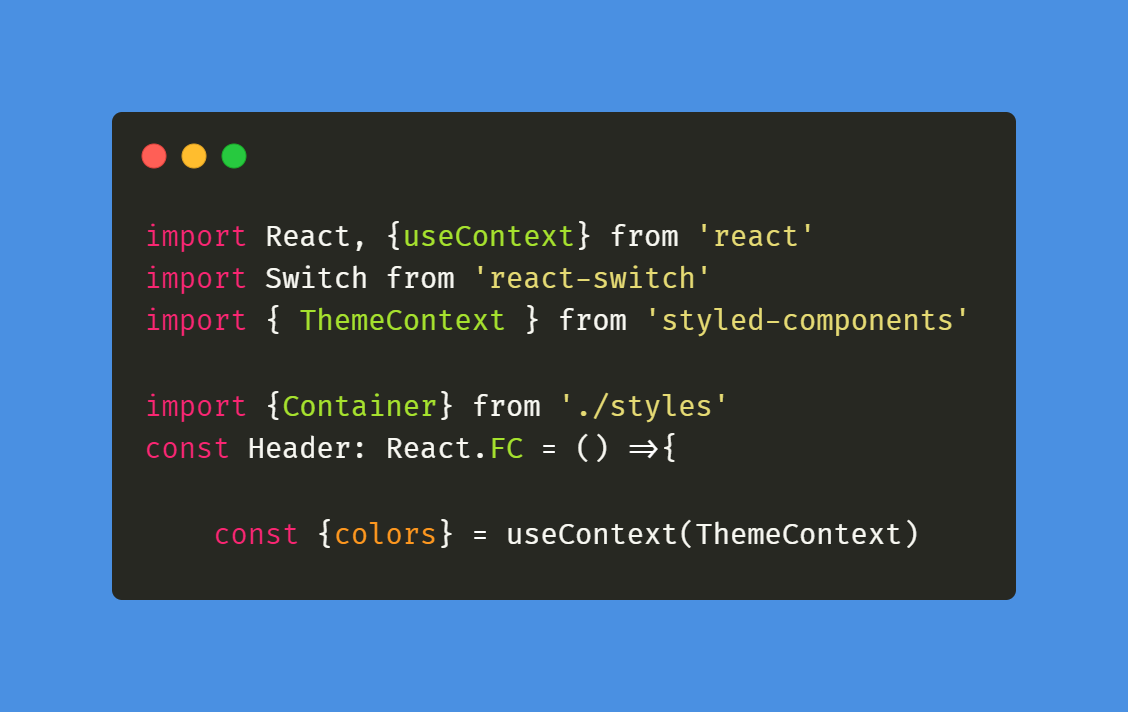 import React, {useContext} from 'react'
import Switch from 'react-switch'
import { ThemeContext } from 'styled-components'
import {Container} from './styles'
const Header: React.FC = () =>{
const {colors} = useContext(ThemeContext)